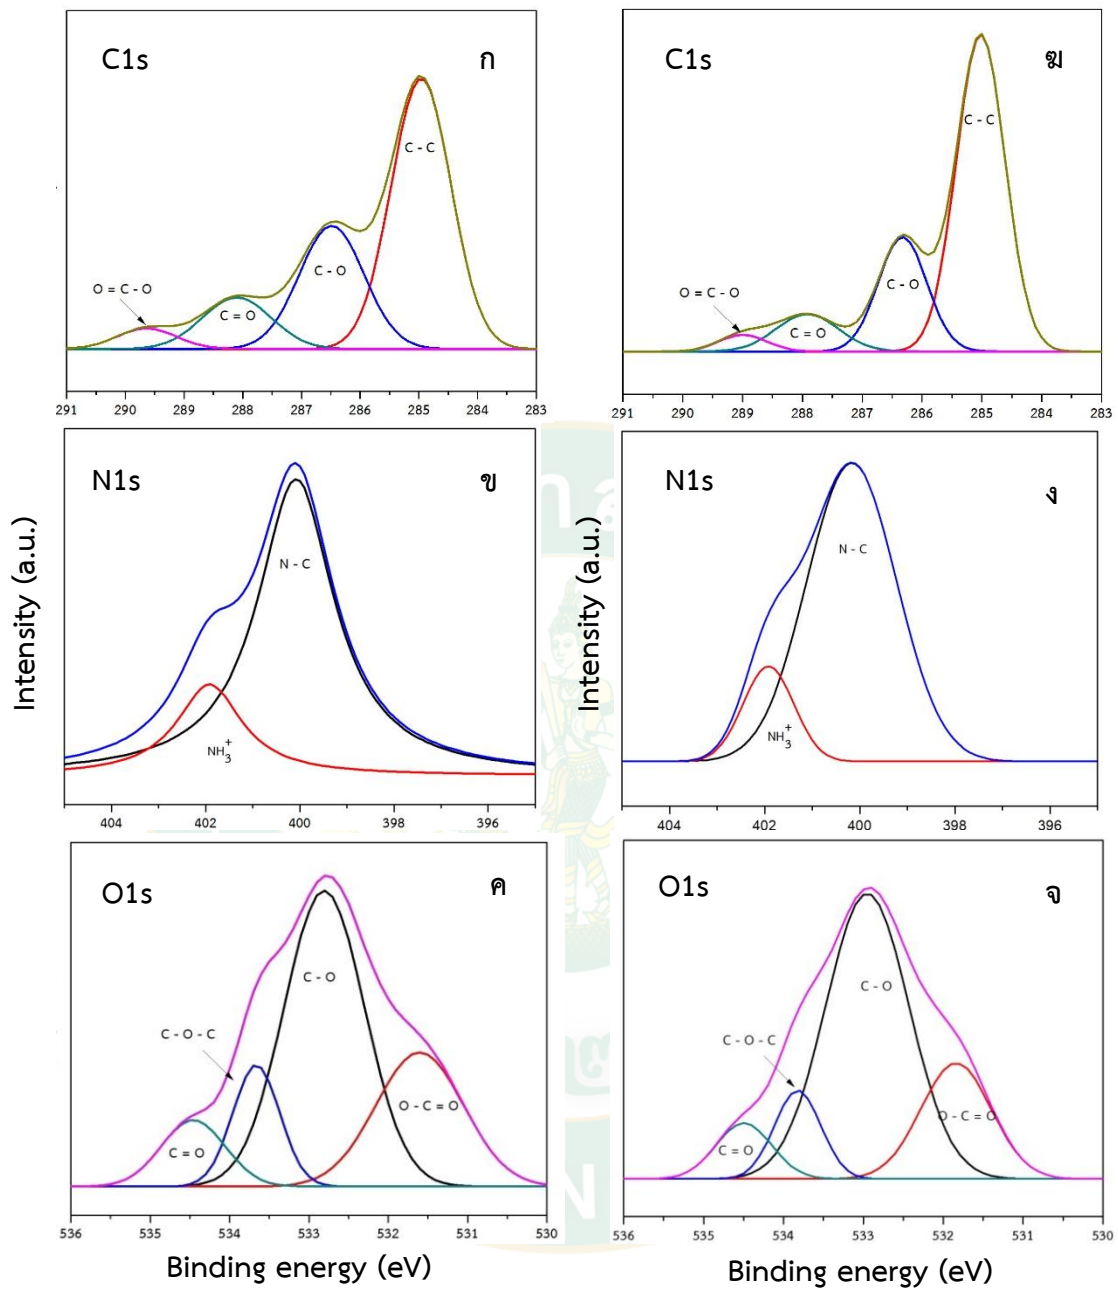 C1s ก
C - C
C - O
O = C - O
C = O
291 290 289 288 287 286 285 284 283
C1s ฆ
C - C
C - O
O = C - O
C = O
291 290 289 288 287 286 285 284 283
N1s ข
N - C
NH3+
404 402 400 398 396
N1s ง
N - C
NH3+
404 402 400 398 396
Intensity (a.u.)
Intensity (a.u.)
O1s ค
C - O
C - O - C
O - C = O
C = O
536 535 534 533 532 531 530
Binding energy (eV)
O1s จ
C - O
C - O - C
O - C = O
C = O
536 535 534 533 532 531 530
Binding energy (eV)